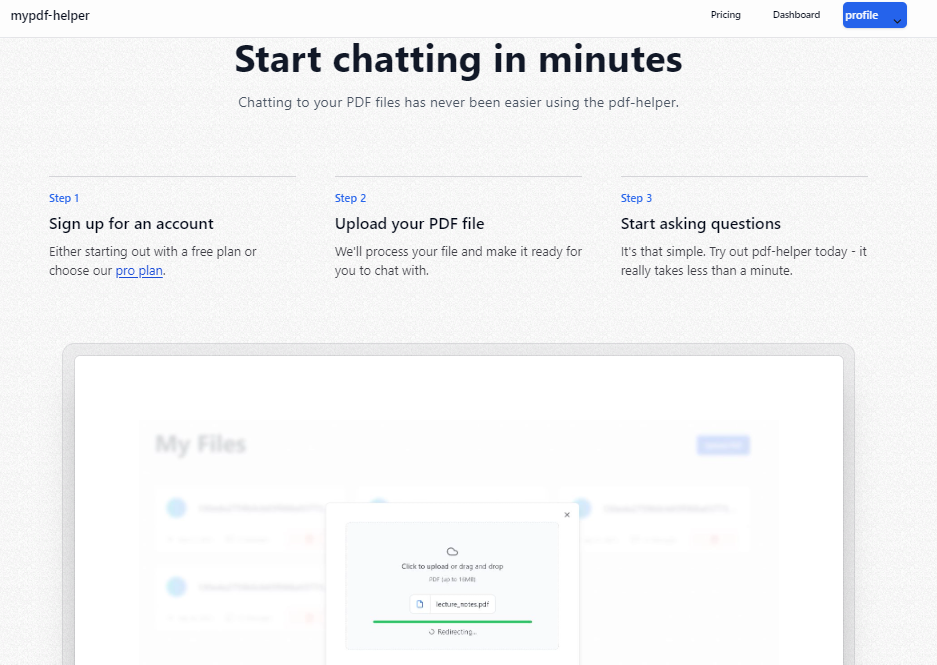 mypdf-helper
Pricing
Dashboard
profile
Start chatting in minutes
Chatting to your PDF files has never been easier using the pdf-helper.
Step 1
Sign up for an account
Either starting out with a free plan or
choose our pro plan.
Step 2
Upload your PDF file
We'll process your file and make it ready for
you to chat with.
Step 3
Start asking questions
It's that simple. Try out pdf-helper today - it
really takes less than a minute.
My Files
Click to upload or drag and drop
PDF (up to 16MB)
lecture_notes.pdf
Redirecting...